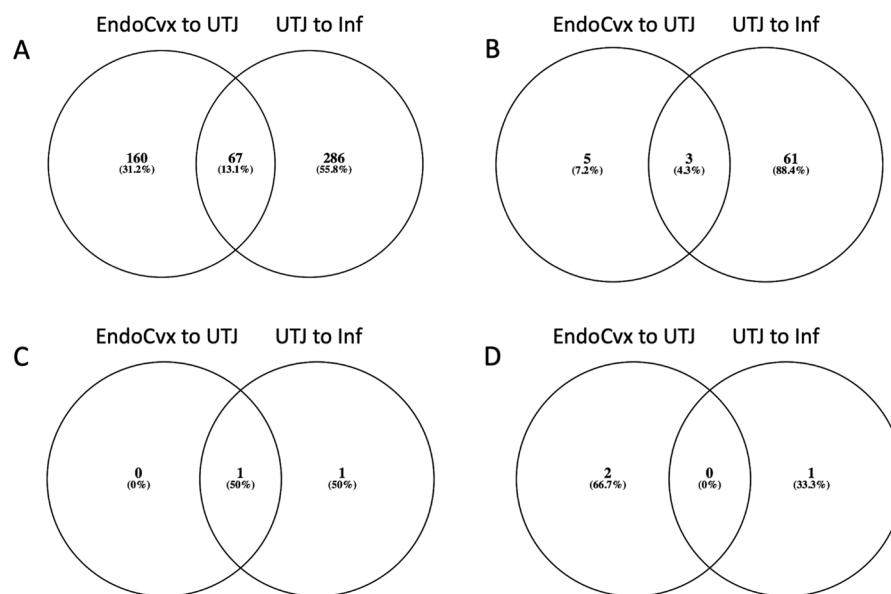 EndoCvx to UTJ UTJ to Inf
A
160 67 286
(31.2%) (13.1%) (55.8%)
EndoCvx to UTJ UTJ to Inf
B
5 3 61
(7.2%) (4.3%) (88.4%)
EndoCvx to UTJ UTJ to Inf
C
0 1 1
(0%) (50%) (50%)
EndoCvx to UTJ UTJ to Inf
D
2 0 1
(66.7%) (0%) (33.3%)